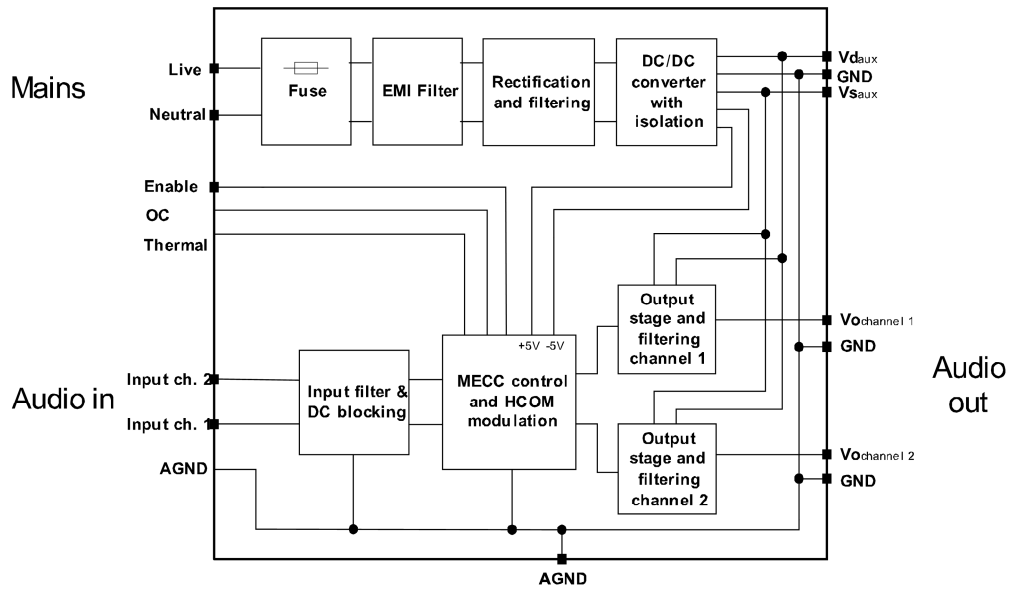 Mains
Live
Neutral
Fuse
EMI Filter
Rectification
and filtering
DC/DC
converter
with
isolation
Vdaux
GND
Vsaux
Enable
OC
Thermal
+5V -5V
MECC control
and HCOM
modulation
Output
stage and
filtering
channel 1
Vochannel 1
GND
Audio in
Input ch. 2
Input ch. 1
AGND
Input filter &
DC blocking
Output
stage and
filtering
channel 2
Audio
out
Vochannel 2
GND
AGND